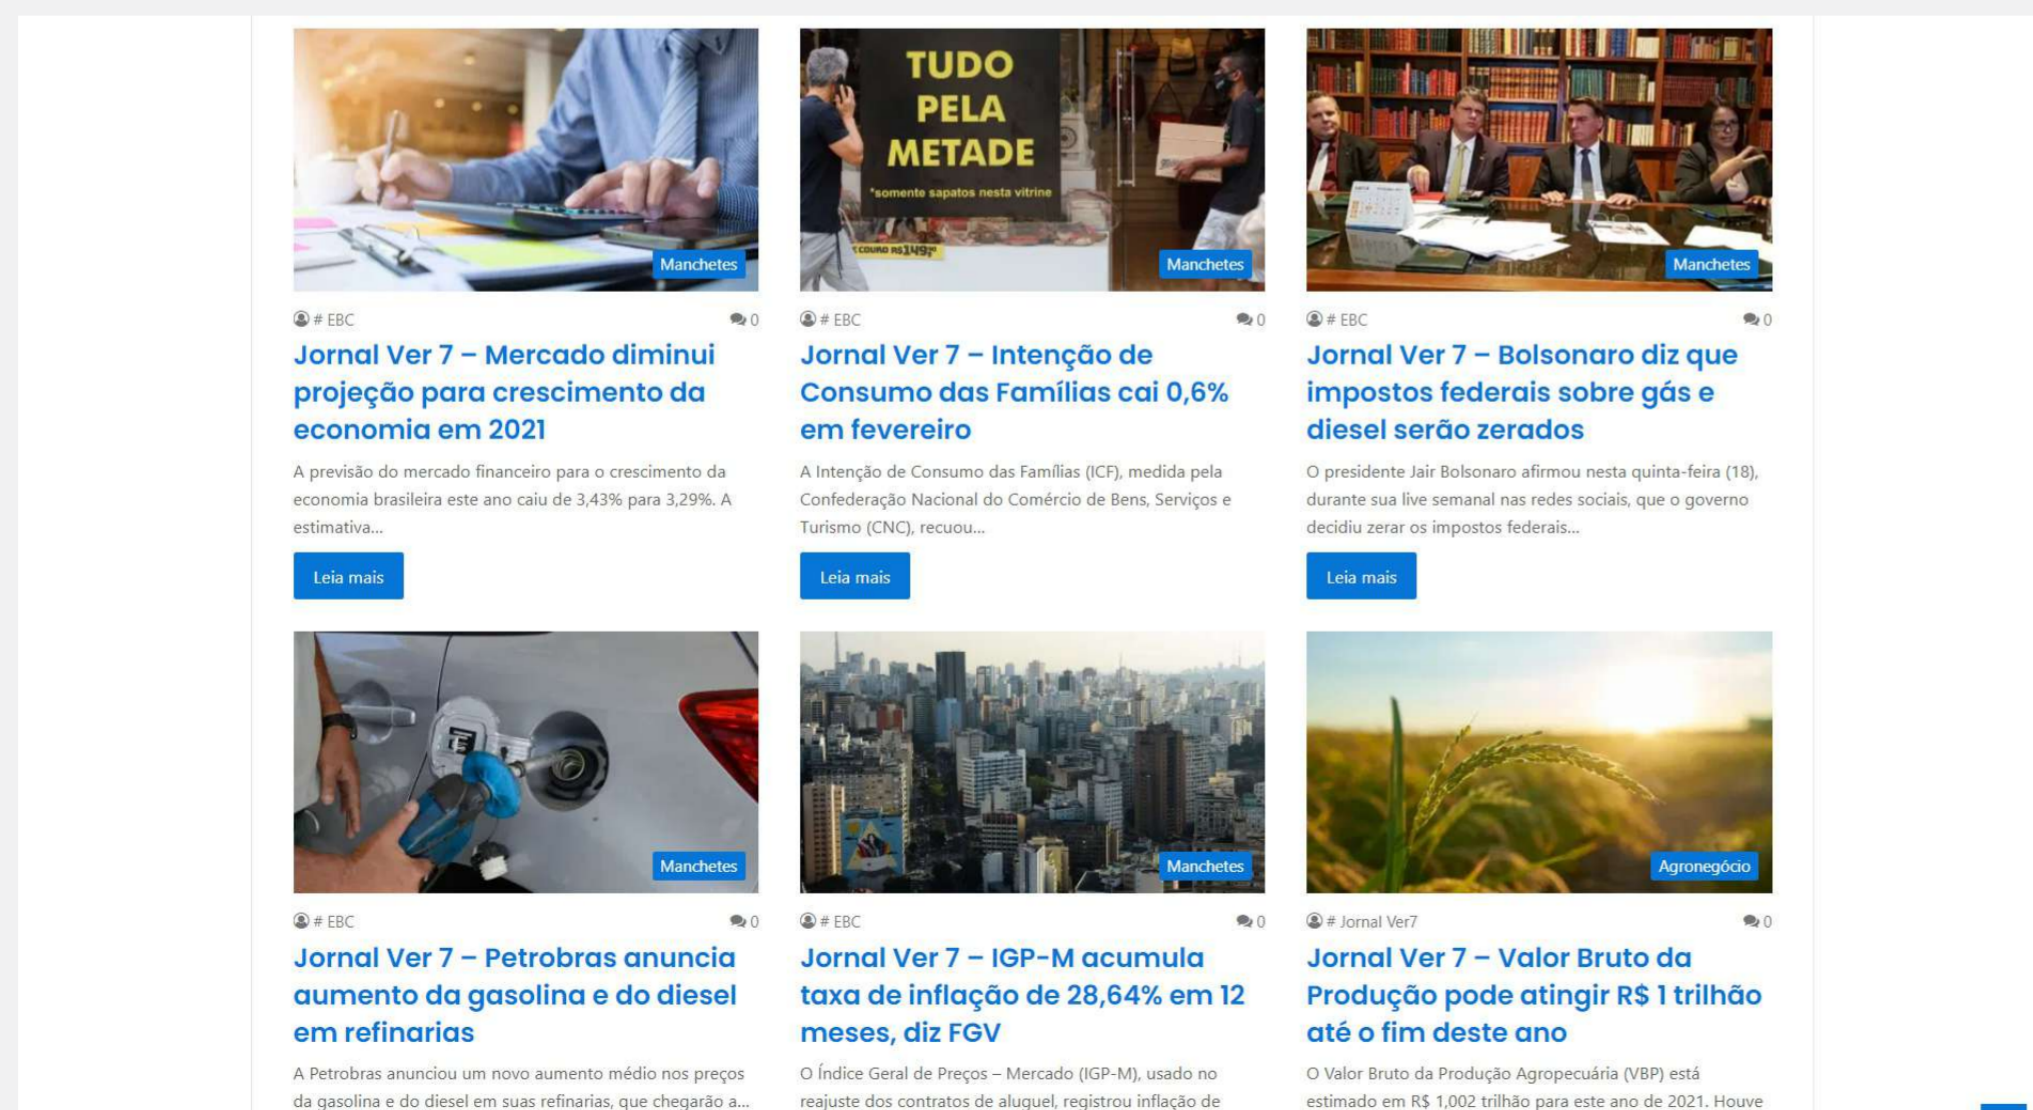 TUDO
PELA
METADE
*somente sapatos nesta vitrine
COURO R$149,90
Manchetes
Manchetes
Manchetes
# EBC
0
# EBC
0
# EBC
0
Jornal Ver 7 – Mercado diminui
projeção para crescimento da
economia em 2021
Jornal Ver 7 – Intenção de
Consumo das Famílias cai 0,6%
em fevereiro
Jornal Ver 7 – Bolsonaro diz que
impostos federais sobre gás e
diesel serão zerados
A previsão do mercado financeiro para o crescimento da
economia brasileira este ano caiu de 3,43% para 3,29%. A
estimativa...
A Intenção de Consumo das Famílias (ICF), medida pela
Confederação Nacional do Comércio de Bens, Serviços e
Turismo (CNC), recuou...
O presidente Jair Bolsonaro afirmou nesta quinta-feira (18),
durante sua live semanal nas redes sociais, que o governo
decidiu zerar os impostos federais...
Leia mais
Leia mais
Leia mais
Manchetes
Manchetes
Agronegócio
# EBC
0
# EBC
0
# Jornal Ver7
0
Jornal Ver 7 – Petrobras anuncia
aumento da gasolina e do diesel
em refinarias
Jornal Ver 7 – IGP-M acumula
taxa de inflação de 28,64% em 12
meses, diz FGV
Jornal Ver 7 – Valor Bruto da
Produção pode atingir R$ 1 trilhão
até o fim deste ano
A Petrobras anunciou um novo aumento médio nos preços
da gasolina e do diesel em suas refinarias, que chegarão a...
O Índice Geral de Preços – Mercado (IGP-M), usado no
reajuste dos contratos de aluguel, registrou inflação de
O Valor Bruto da Produção Agropecuária (VBP) está
estimado em R$ 1,002 trilhão para este ano de 2021. Houve